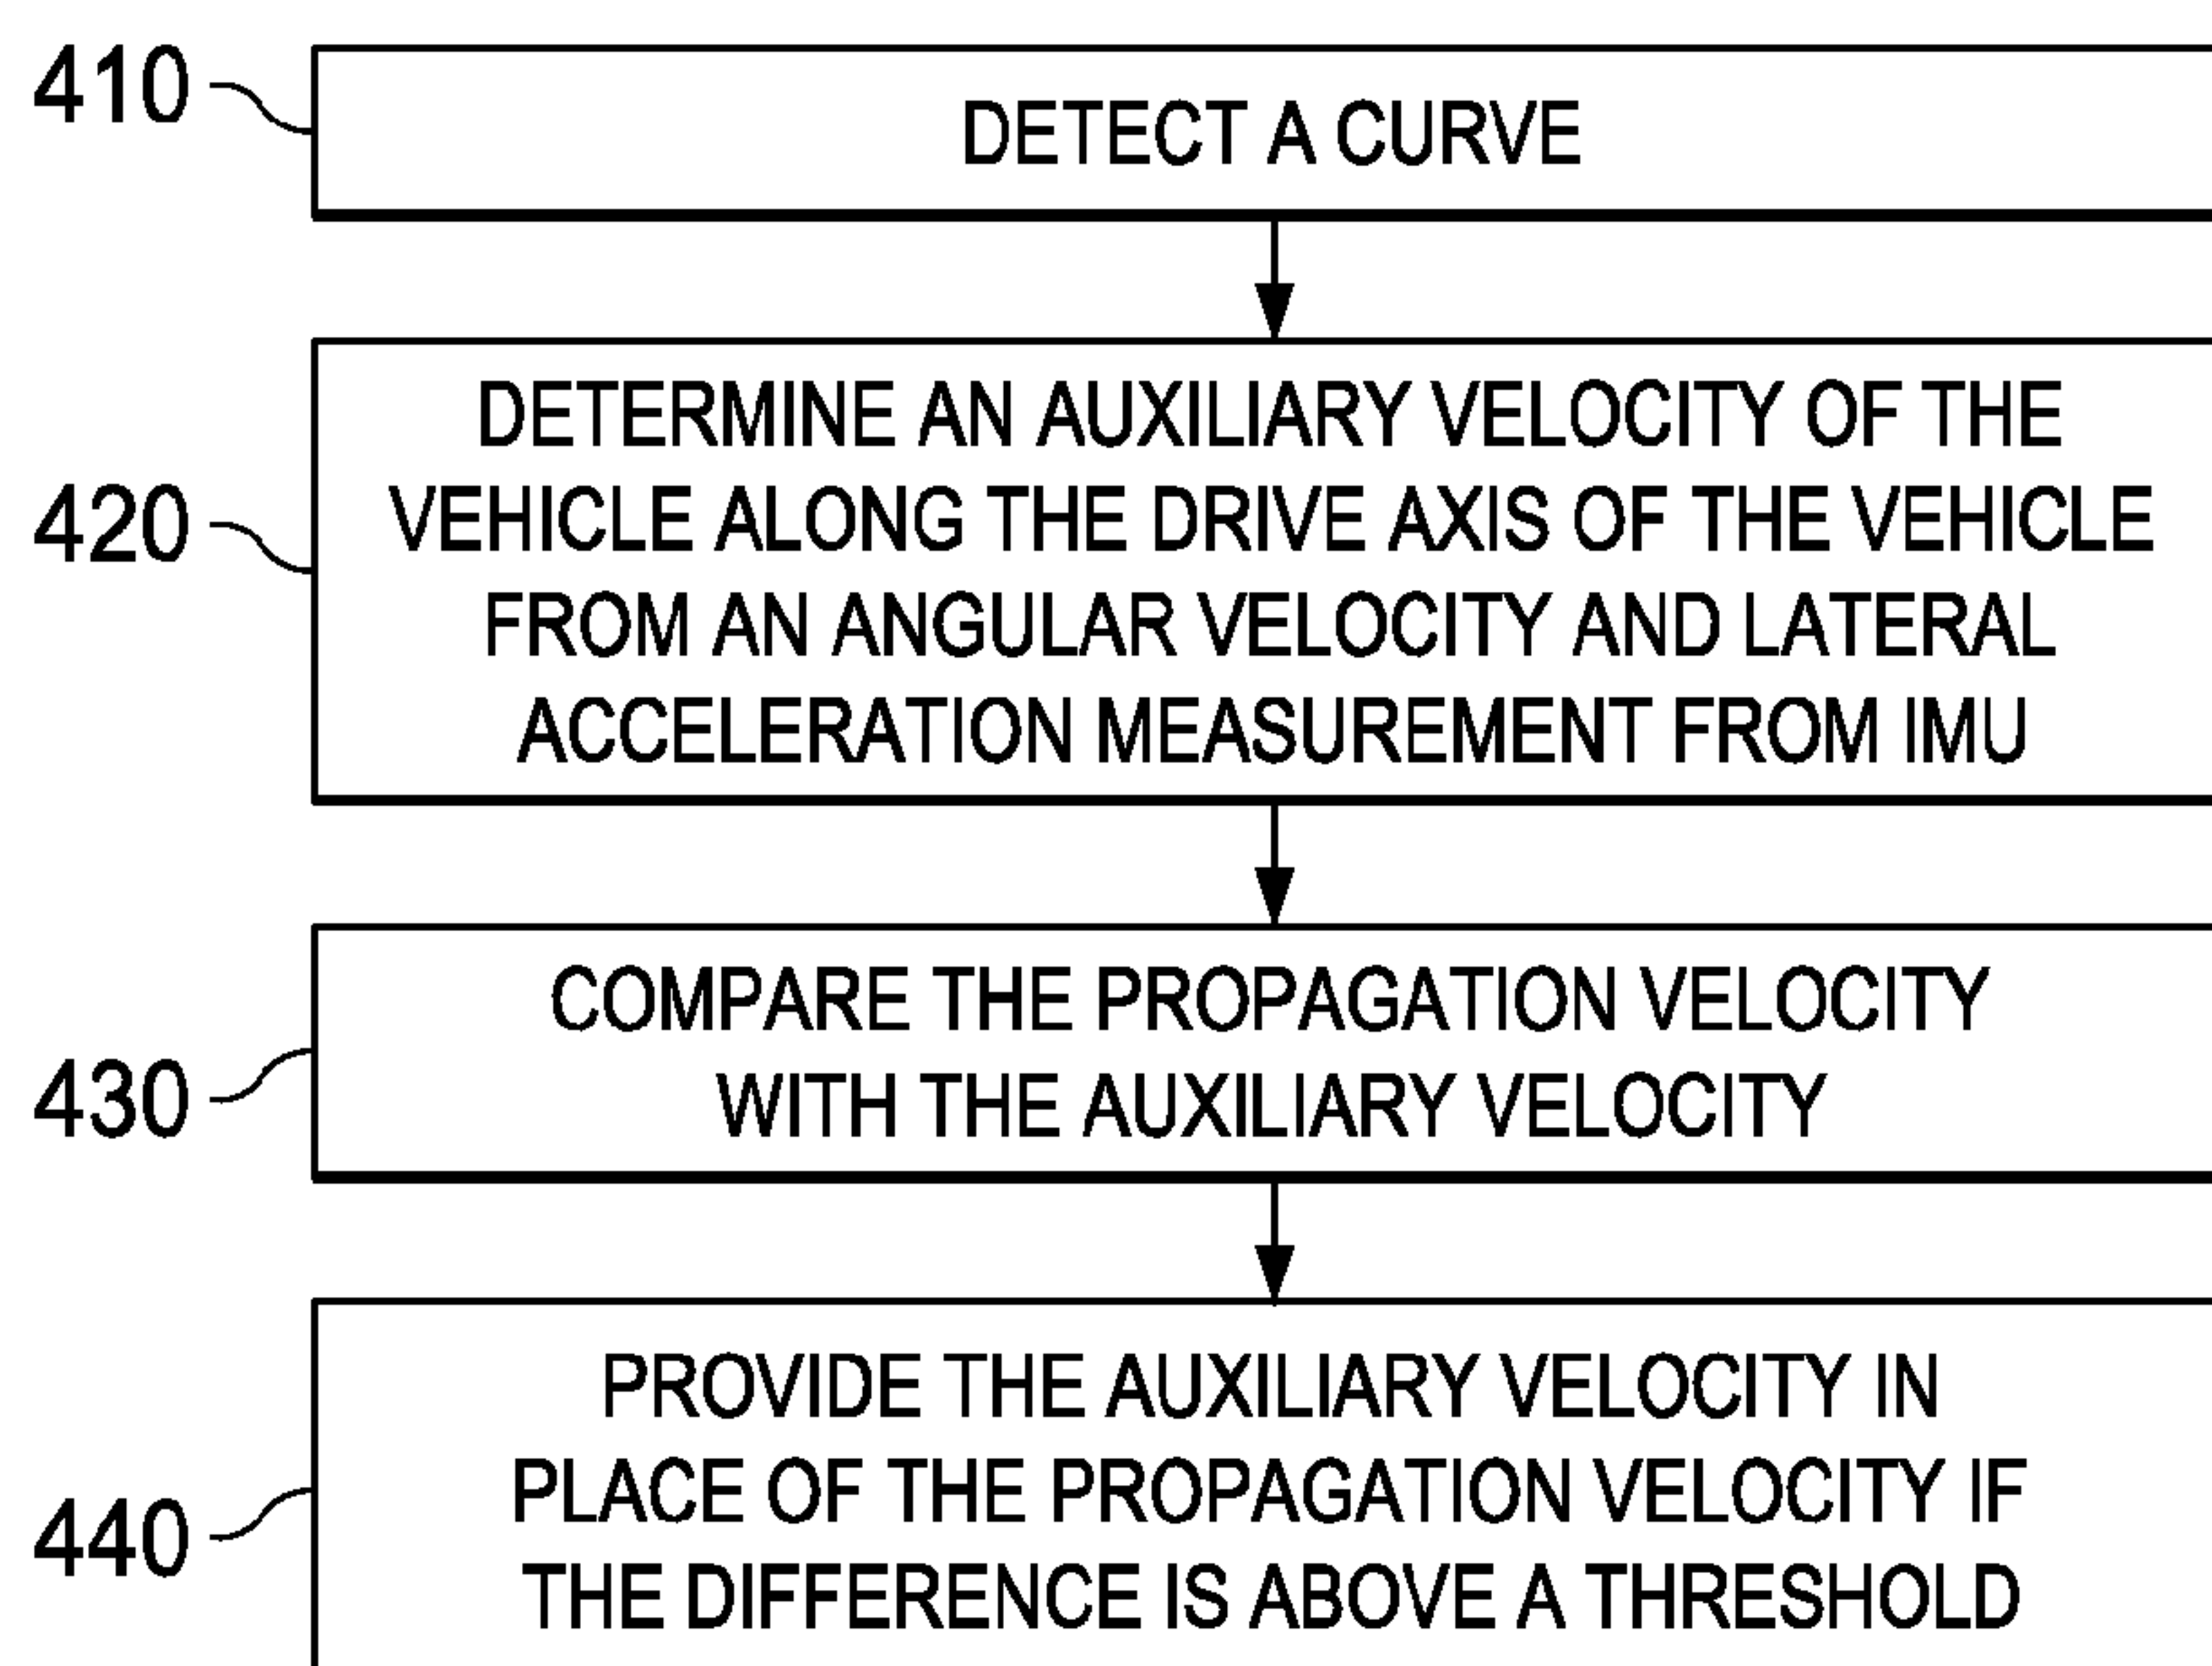 410
DETECT A CURVE
420
DETERMINE AN AUXILIARY VELOCITY OF THE
VEHICLE ALONG THE DRIVE AXIS OF THE VEHICLE
FROM AN ANGULAR VELOCITY AND LATERAL
ACCELERATION MEASUREMENT FROM IMU
430
COMPARE THE PROPAGATION VELOCITY
WITH THE AUXILIARY VELOCITY
440
PROVIDE THE AUXILIARY VELOCITY IN
PLACE OF THE PROPAGATION VELOCITY IF
THE DIFFERENCE IS ABOVE A THRESHOLD